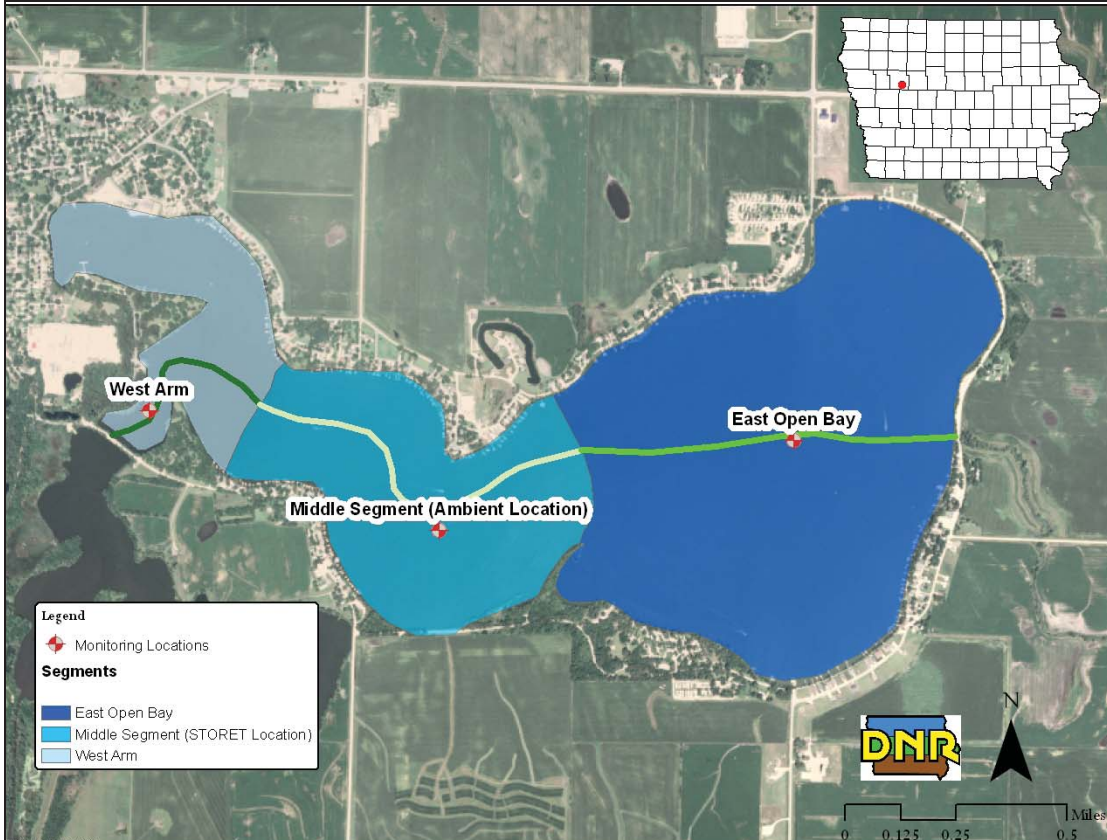 West Arm
East Open Bay
Middle Segment (Ambient Location)
Legend
Monitoring Locations
Segments
East Open Bay
Middle Segment (STORET Location)
West Arm
DNR
N
Miles
0 0.125 0.25 0.5